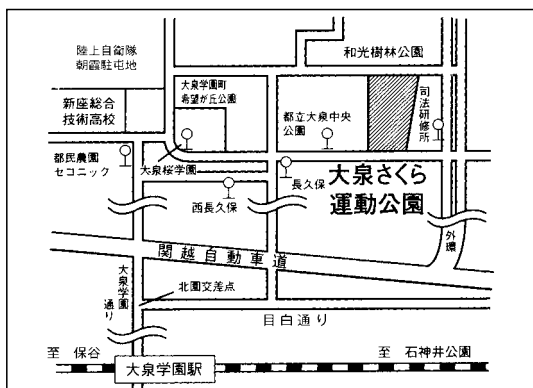 陸上自衛隊
朝霞駐屯地
和光樹林公園
大泉学園町
希望が丘公園
新座総合
技術高校
都立大泉中央
公園
司法研修所
都民農園
セコニック
大泉桜学園
長久保
西長久保
大泉さくら
運動公園
外環
関越自動車道
大泉学園
通り
北園交差点
目白通り
至 保谷
至 石神井公園
大泉学園駅